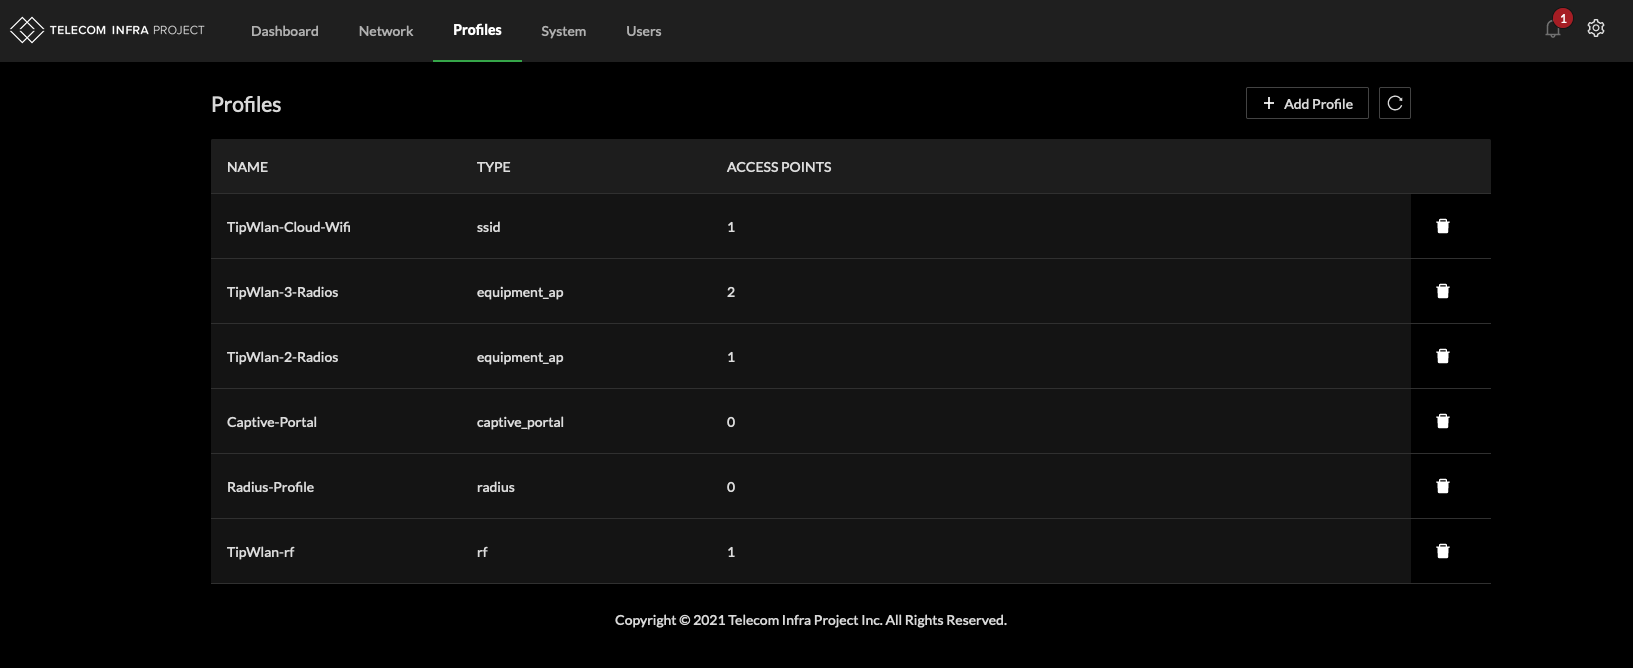 TELECOM INFRA PROJECT Dashboard Network Profiles System Users 1
Profiles + Add Profile
NAME TYPE ACCESS POINTS
TipWlan-Cloud-Wifi ssid 1
TipWlan-3-Radios equipment_ap 2
TipWlan-2-Radios equipment_ap 1
Captive-Portal captive_portal 0
Radius-Profile radius 0
TipWlan-rf rf 1
Copyright © 2021 Telecom Infra Project Inc. All Rights Reserved.